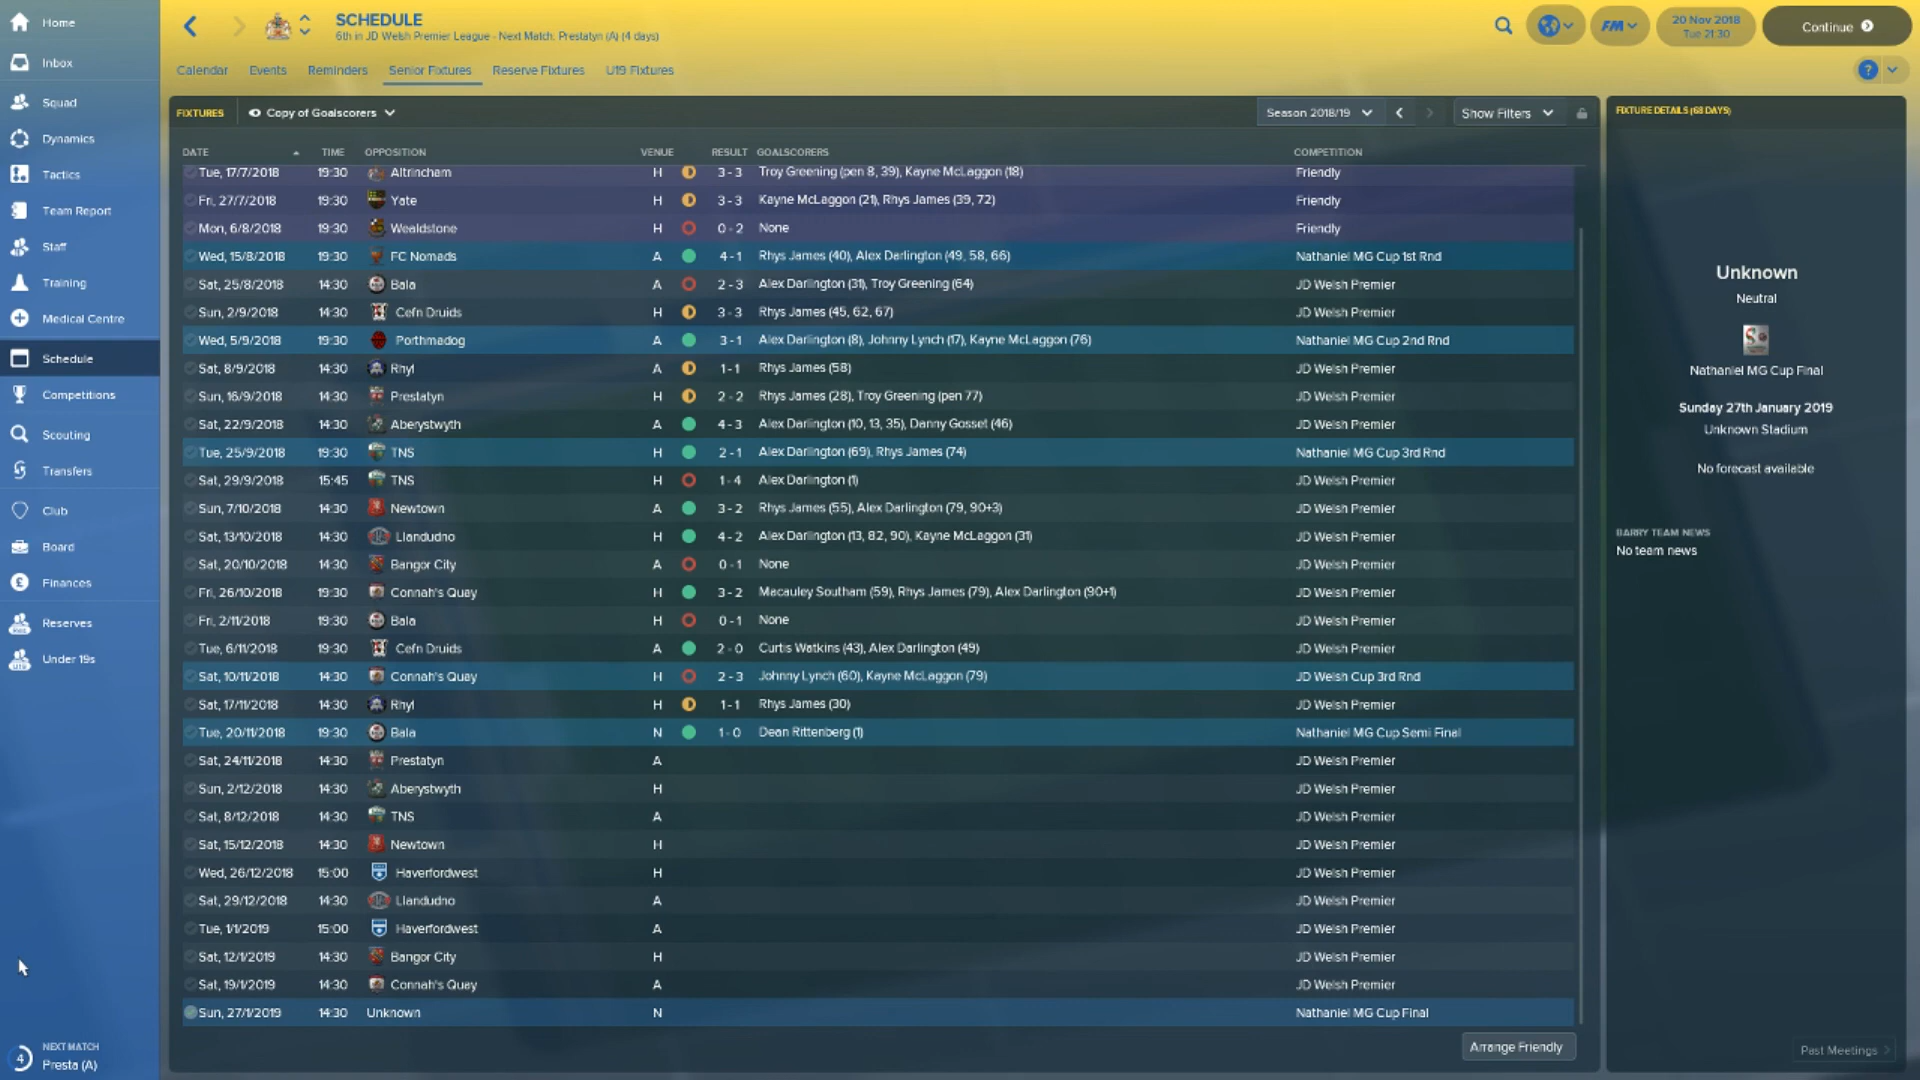 Home
Inbox
Squad
Dynamics
Tactics
Team Report
Staff
Training
Medical Centre
Schedule
Competitions
Scouting
Transfers
Club
Board
Finances
Reserves
Under 19s
4
NEXT MATCH
Presta (A)
SCHEDULE
6th in JD Welsh Premier League - Next Match: Prestatyn (A) (4 days)
FM
20 Nov 2018
Tue 21:30
Continue
Calendar Events Reminders Senior Fixtures Reserve Fixtures U19 Fixtures
?
FIXTURES Copy of Goalscorers Season 2018/19 Show Filters
DATE TIME OPPOSITION VENUE RESULT GOALSCORERS COMPETITION
Tue, 17/7/2018 19:30 Altrincham H 3 - 3 Troy Greening (pen 8, 39), Kayne McLaggon (18) Friendly
Fri, 27/7/2018 19:30 Yate H 3 - 3 Kayne McLaggon (21), Rhys James (39, 72) Friendly
Mon, 6/8/2018 19:30 Wealdstone H 0 - 2 None Friendly
Wed, 15/8/2018 19:30 FC Nomads A 4 - 1 Rhys James (40), Alex Darlington (49, 58, 66) Nathaniel MG Cup 1st Rnd
Sat, 25/8/2018 14:30 Bala A 2 - 3 Alex Darlington (31), Troy Greening (64) JD Welsh Premier
Sun, 2/9/2018 14:30 Cefn Druids H 3 - 3 Rhys James (45, 62, 67) JD Welsh Premier
Wed, 5/9/2018 19:30 Porthmadog A 3 - 1 Alex Darlington (8), Johnny Lynch (17), Kayne McLaggon (76) Nathaniel MG Cup 2nd Rnd
Sat, 8/9/2018 14:30 Rhyl A 1 - 1 Rhys James (58) JD Welsh Premier
Sun, 16/9/2018 14:30 Prestatyn H 2 - 2 Rhys James (28), Troy Greening (pen 77) JD Welsh Premier
Sat, 22/9/2018 14:30 Aberystwyth A 4 - 3 Alex Darlington (10, 13, 35), Danny Gosset (46) JD Welsh Premier
Tue, 25/9/2018 19:30 TNS H 2 - 1 Alex Darlington (69), Rhys James (74) Nathaniel MG Cup 3rd Rnd
Sat, 29/9/2018 15:45 TNS H 1 - 4 Alex Darlington (1) JD Welsh Premier
Sun, 7/10/2018 14:30 Newtown A 3 - 2 Rhys James (55), Alex Darlington (79, 90+3) JD Welsh Premier
Sat, 13/10/2018 14:30 Llandudno H 4 - 2 Alex Darlington (13, 82, 90), Kayne McLaggon (31) JD Welsh Premier
Sat, 20/10/2018 14:30 Bangor City A 0 - 1 None JD Welsh Premier
Fri, 26/10/2018 19:30 Connah's Quay H 3 - 2 Macauley Southam (59), Rhys James (79), Alex Darlington (90+1) JD Welsh Premier
Fri, 2/11/2018 19:30 Bala H 0 - 1 None JD Welsh Premier
Tue, 6/11/2018 19:30 Cefn Druids A 2 - 0 Curtis Watkins (43), Alex Darlington (49) JD Welsh Premier
Sat, 10/11/2018 14:30 Connah's Quay H 2 - 3 Johnny Lynch (60), Kayne McLaggon (79) JD Welsh Cup 3rd Rnd
Sat, 17/11/2018 14:30 Rhyl H 1 - 1 Rhys James (30) JD Welsh Premier
Tue, 20/11/2018 19:30 Bala N 1 - 0 Dean Rittenberg (1) Nathaniel MG Cup Semi Final
Sat, 24/11/2018 14:30 Prestatyn A JD Welsh Premier
Sun, 2/12/2018 14:30 Aberystwyth H JD Welsh Premier
Sat, 8/12/2018 14:30 TNS A JD Welsh Premier
Sat, 15/12/2018 14:30 Newtown H JD Welsh Premier
Wed, 26/12/2018 15:00 Haverfordwest H JD Welsh Premier
Sat, 29/12/2018 14:30 Llandudno A JD Welsh Premier
Tue, 1/1/2019 15:00 Haverfordwest A JD Welsh Premier
Sat, 12/1/2019 14:30 Bangor City H JD Welsh Premier
Sat, 19/1/2019 14:30 Connah's Quay A JD Welsh Premier
Sun, 27/1/2019 14:30 Unknown N Nathaniel MG Cup Final
Arrange Friendly
FIXTURE DETAILS (68 DAYS)
Unknown
Neutral
Nathaniel MG Cup Final
Sunday 27th January 2019
Unknown Stadium
No forecast available
BARRY TEAM NEWS
No team news
Past Meetings